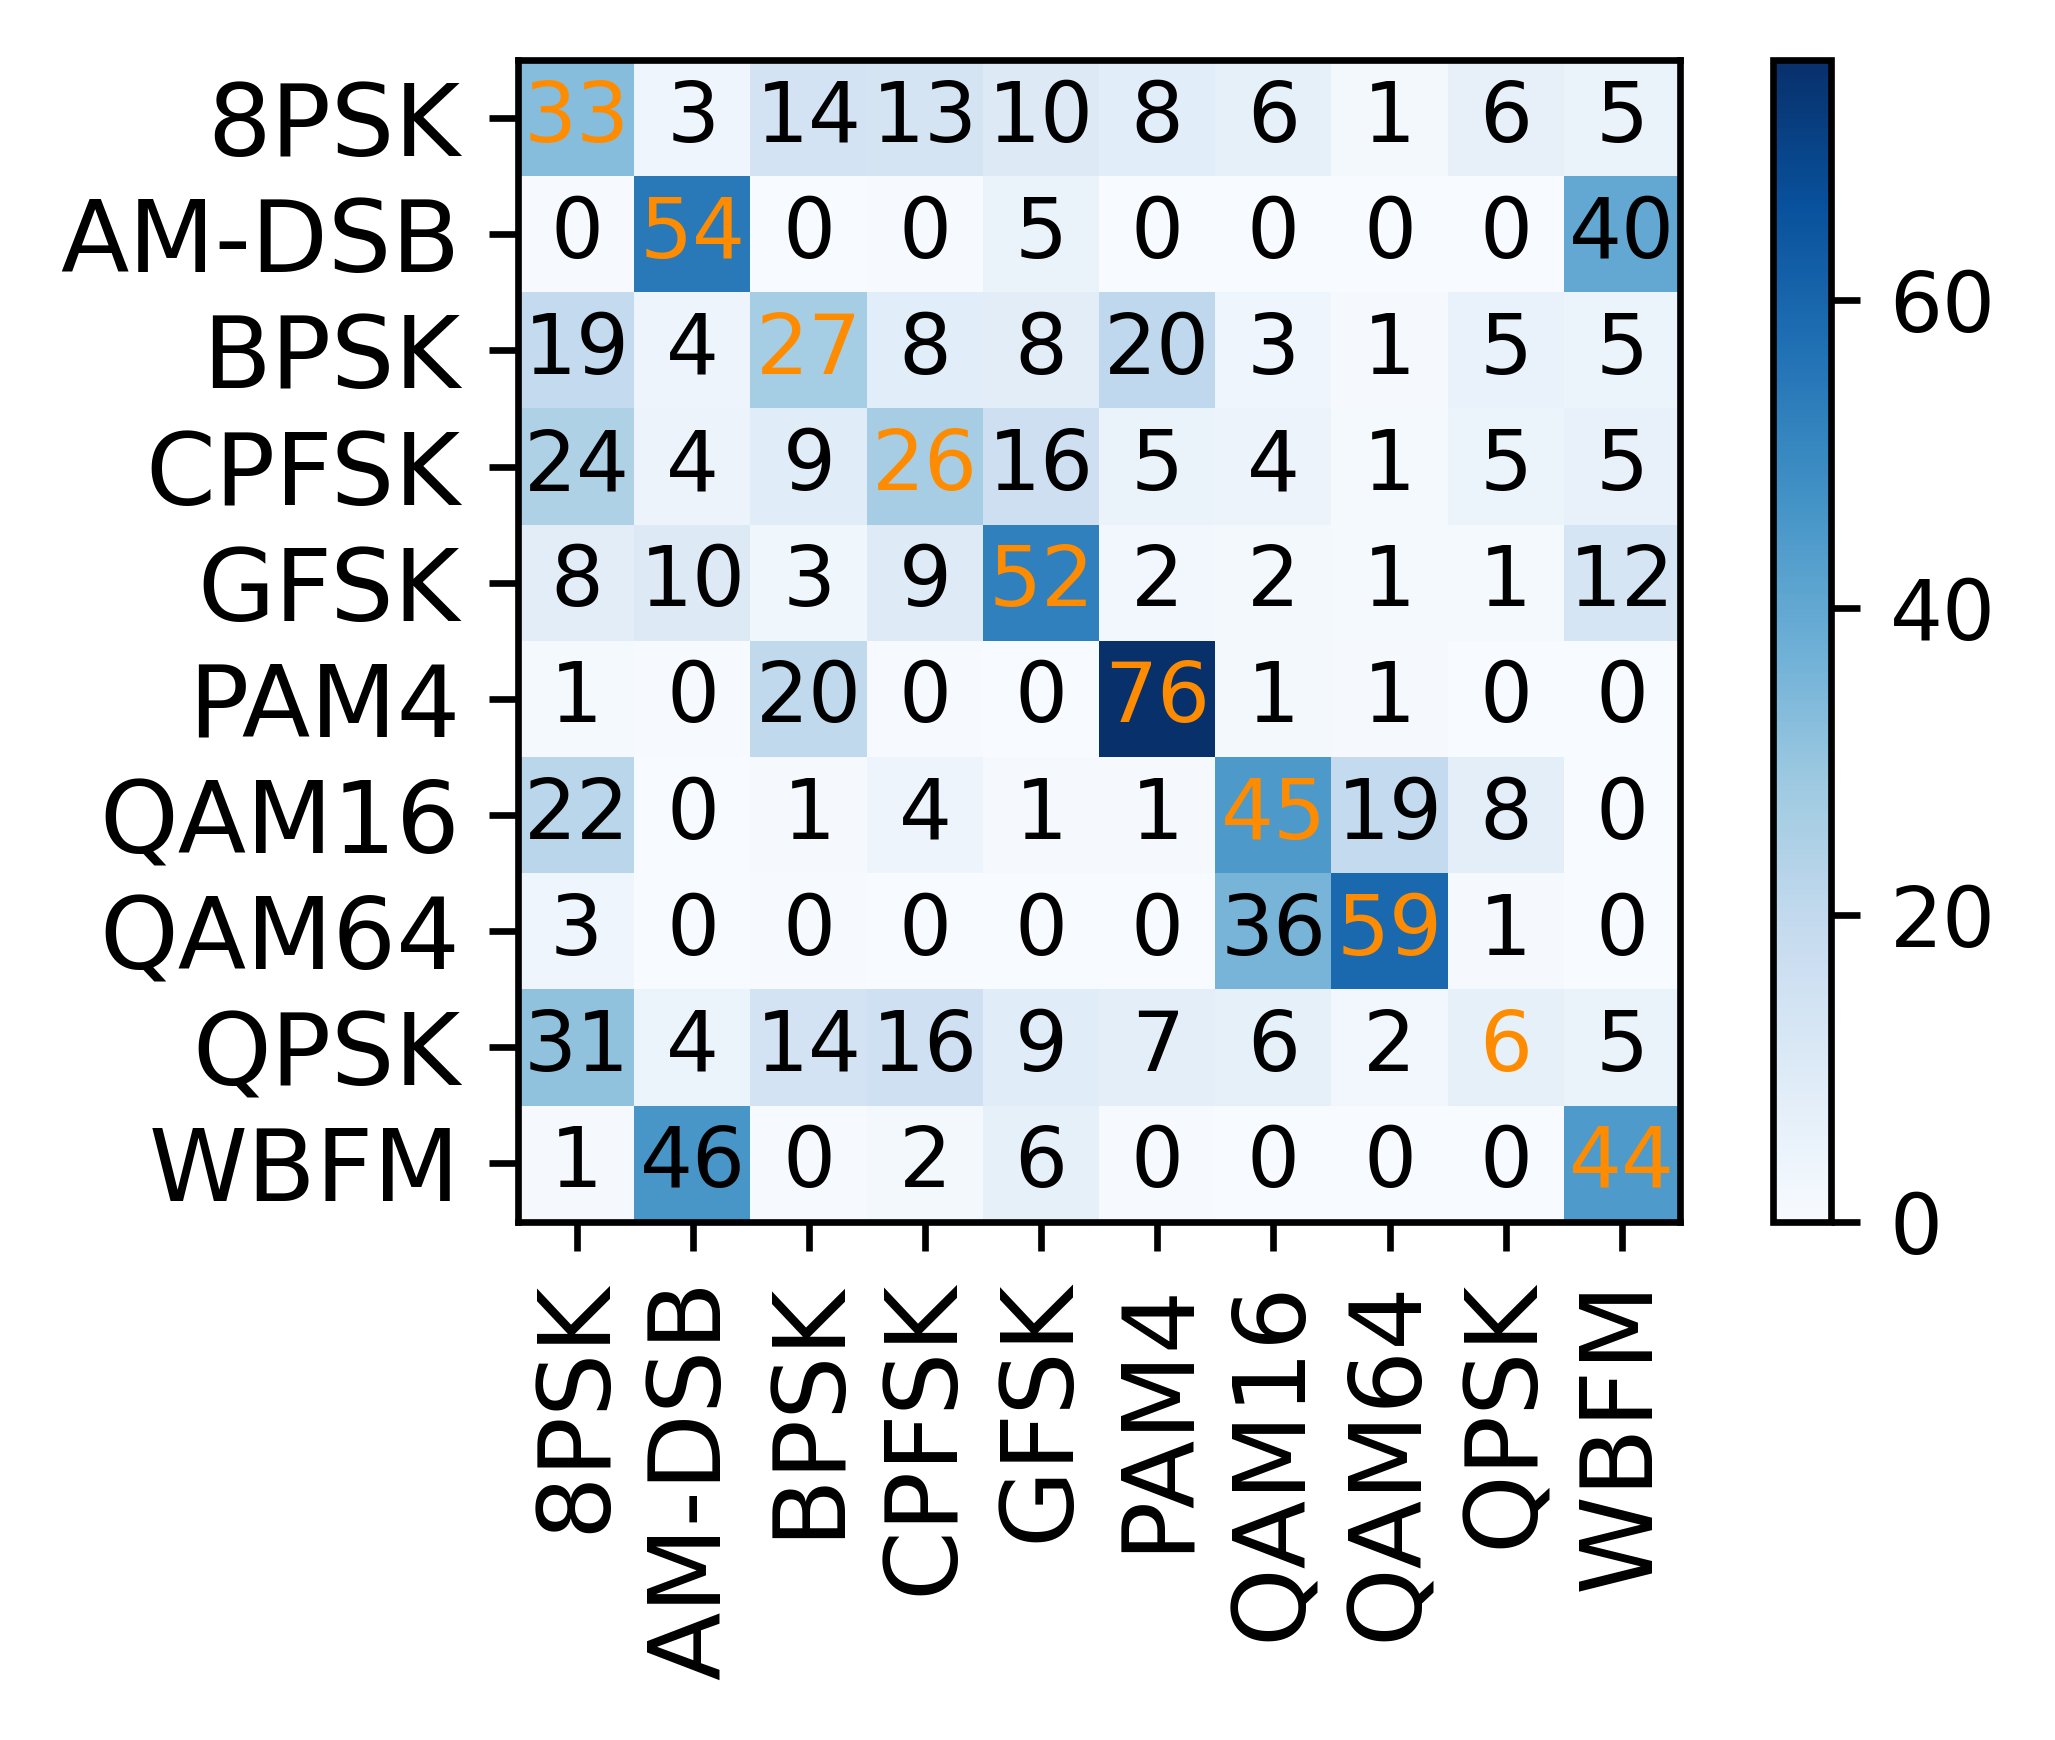 8PSK 33 3 14 13 10 8 6 1 6 5
AM-DSB 0 54 0 0 5 0 0 0 0 40
BPSK 19 4 27 8 8 20 3 1 5 5
CPFSK 24 4 9 26 16 5 4 1 5 5
GFSK 8 10 3 9 52 2 2 1 1 12
PAM4 1 0 20 0 0 76 1 1 0 0
QAM16 22 0 1 4 1 1 45 19 8 0
QAM64 3 0 0 0 0 0 36 59 1 0
QPSK 31 4 14 16 9 7 6 2 6 5
WBFM 1 46 0 2 6 0 0 0 0 44
8PSK AM-DSB BPSK CPFSK GFSK PAM4 QAM16 QAM64 QPSK WBFM
60
40
20
0